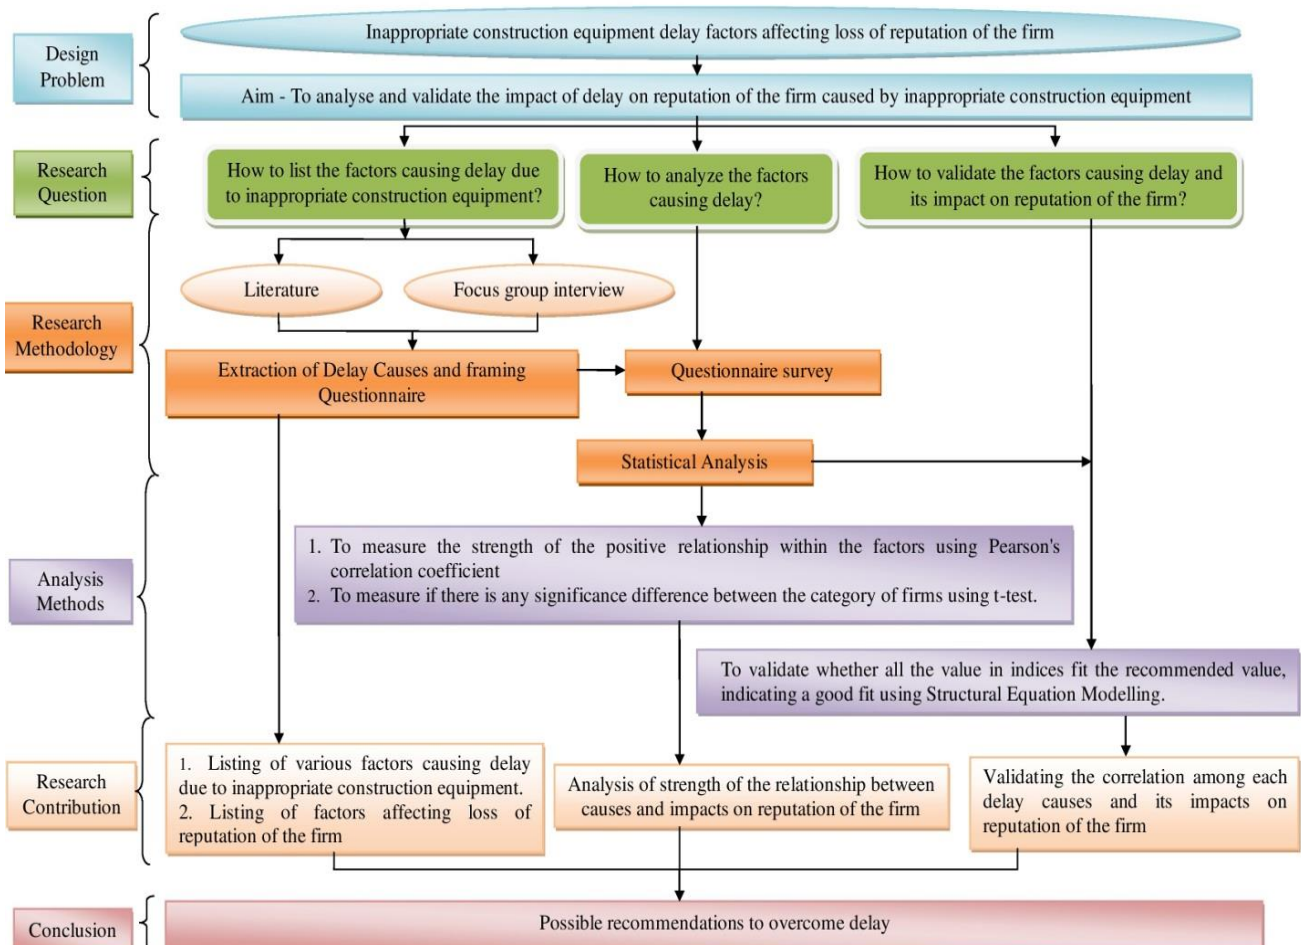 Design
Problem
Inappropriate construction equipment delay factors affecting loss of reputation of the firm
Aim - To analyse and validate the impact of delay on reputation of the firm caused by inappropriate construction equipment
Research
Question
How to list the factors causing delay due
to inappropriate construction equipment?
How to analyze the factors
causing delay?
How to validate the factors causing delay and
its impact on reputation of the firm?
Literature
Focus group interview
Research
Methodology
Extraction of Delay Causes and framing
Questionnaire
Questionnaire survey
Statistical Analysis
Analysis
Methods
1. To measure the strength of the positive relationship within the factors using Pearson's
correlation coefficient
2. To measure if there is any significance difference between the category of firms using t-test.
To validate whether all the value in indices fit the recommended value,
indicating a good fit using Structural Equation Modelling.
Research
Contribution
1. Listing of various factors causing delay
due to inappropriate construction equipment.
2. Listing of factors affecting loss of
reputation of the firm
Analysis of strength of the relationship between
causes and impacts on reputation of the firm
Validating the correlation among each
delay causes and its impacts on
reputation of the firm
Conclusion
Possible recommendations to overcome delay